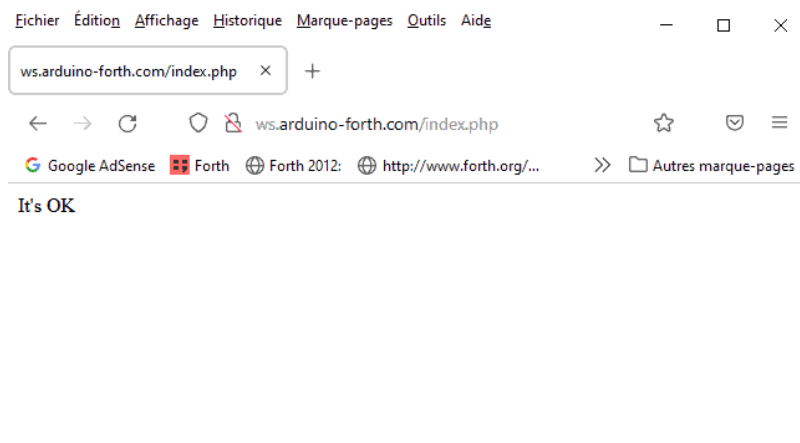 Fichier Édition Affichage Historique Marque-pages Outils Aide
ws.arduino-forth.com/index.php
ws.arduino-forth.com/index.php
Google AdSense Forth Forth 2012: http://www.forth.org/... Autres marque-pages
It's OK